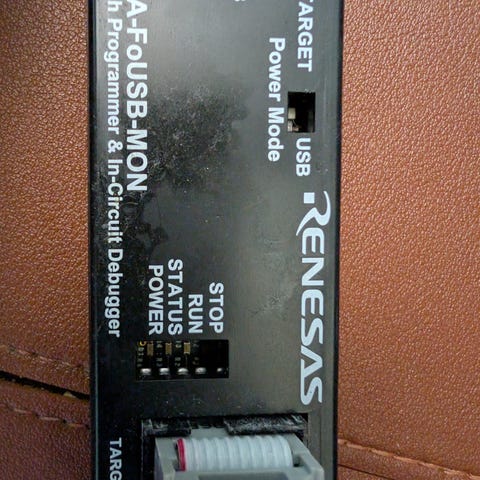 TARGET
USB
Power Mode
RENESAS
A-FoUSB-MON
Programmer & In-Circuit Debugger
STOP
RUN
STATUS
POWER